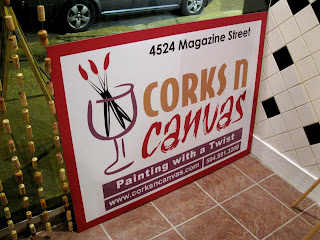 4524 Magazine Street
CORKS n
canvas
Painting with a Twist
www.corksncanvas.com